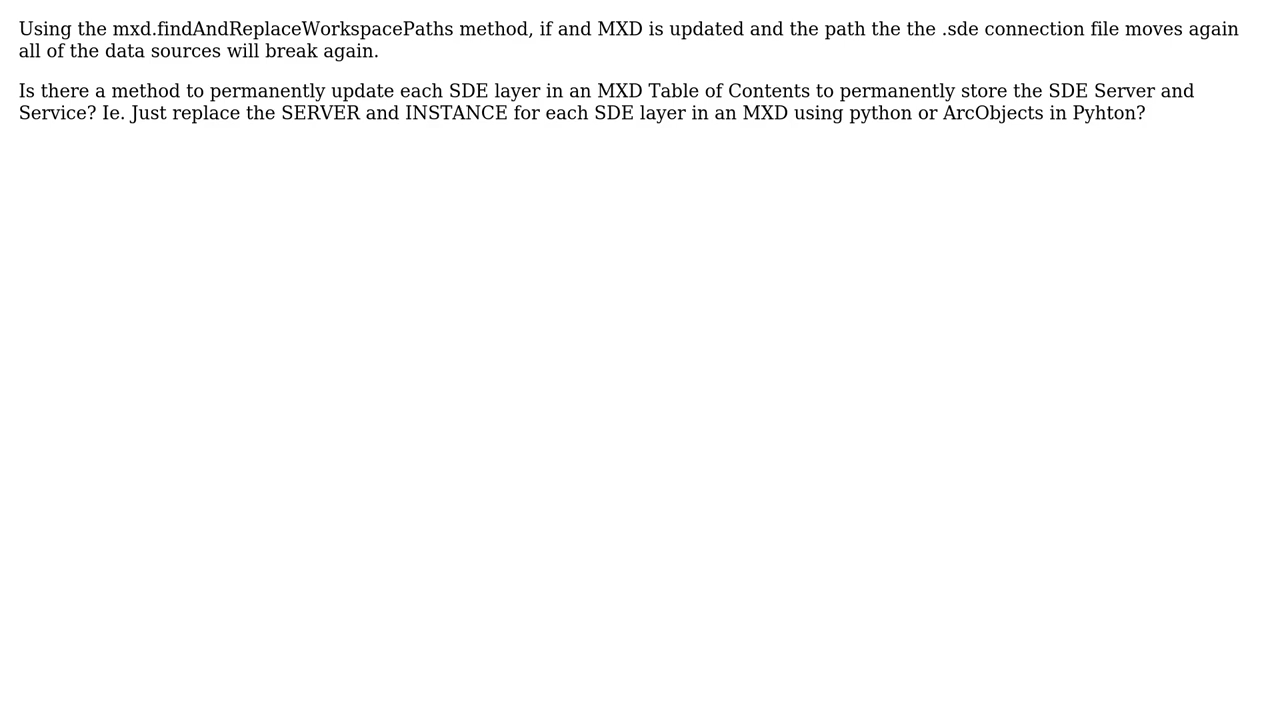 Using the mxd.findAndReplaceWorkspacePaths method, if and MXD is updated and the path the the .sde connection file moves again
all of the data sources will break again.
Is there a method to permanently update each SDE layer in an MXD Table of Contents to permanently store the SDE Server and
Service? Ie. Just replace the SERVER and INSTANCE for each SDE layer in an MXD using python or ArcObjects in Pyhton?